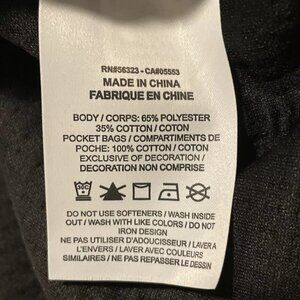 RN#56323 - CA#05553
MADE IN CHINA
FABRIQUE EN CHINE
BODY / CORPS: 65% POLYESTER
35% COTTON / COTON
POCKET BAGS / COMPARTIMENTS DE
POCHE: 100% COTTON / COTON
EXCLUSIVE OF DECORATION /
DECORATION NON COMPRISE
DO NOT USE SOFTENERS / WASH INSIDE
OUT / WASH WITH LIKE COLORS / DO NOT
IRON DESIGN
NE PAS UTILISER D'ADOUCISSEUR / LAVER A
L'ENVERS / LAVER AVEC COULEURS
SIMILAIRES / NE PAS REPASSER LE DESSIN